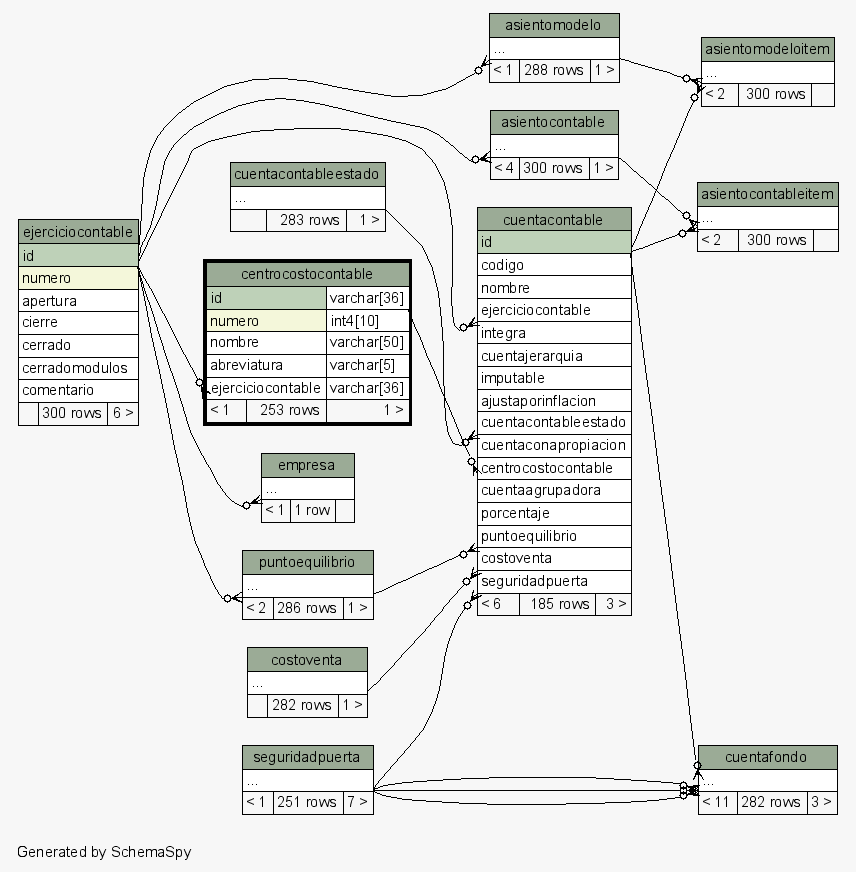 asientomodelo
...
< 1 288 rows 1 >
asientomodeloitem
...
< 2 300 rows
asientocontable
...
< 4 300 rows 1 >
cuentacontableestado
...
283 rows 1 >
asientocontableitem
...
< 2 300 rows
ejerciciocontable
id
numero
apertura
cierre
cerrado
cerradomodulos
comentario
300 rows 6 >
centrocostocontable
id varchar[36]
numero int4[10]
nombre varchar[50]
abreviatura varchar[5]
ejerciciocontable varchar[36]
< 1 253 rows 1 >
cuentacontable
id
codigo
nombre
ejerciciocontable
integra
cuentajerarquia
imputable
ajustaporinflacion
cuentacontableestado
cuentaconapropiacion
centrocostocontable
cuentaagrupadora
porcentaje
puntoequilibrio
costoventa
seguridadpuerta
< 6 185 rows 3 >
empresa
...
< 1 1 row
puntoequilibrio
...
< 2 286 rows 1 >
costoventa
...
282 rows 1 >
seguridadpuerta
...
< 1 251 rows 7 >
cuentafondo
...
< 11 282 rows 3 >
Generated by SchemaSpy